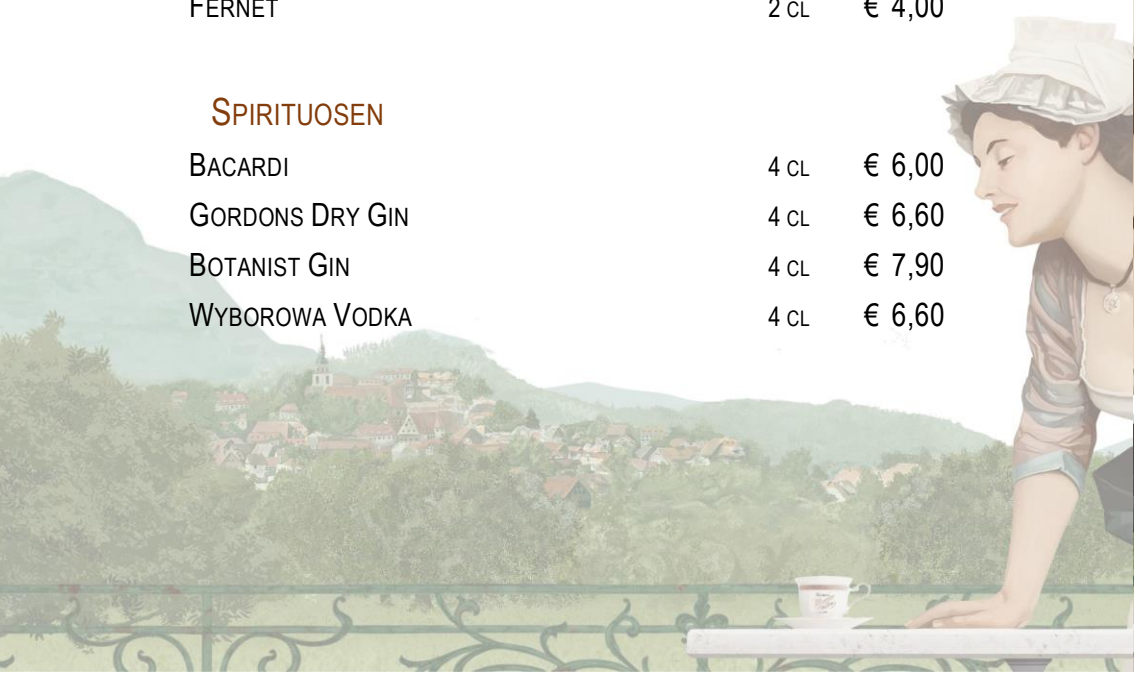 FERNET 2 CL € 4,00
SPIRITUOSEN
BACARDI 4 CL € 6,00
GORDONS DRY GIN 4 CL € 6,60
BOTANIST GIN 4 CL € 7,90
WYBOROWA VODKA 4 CL € 6,60